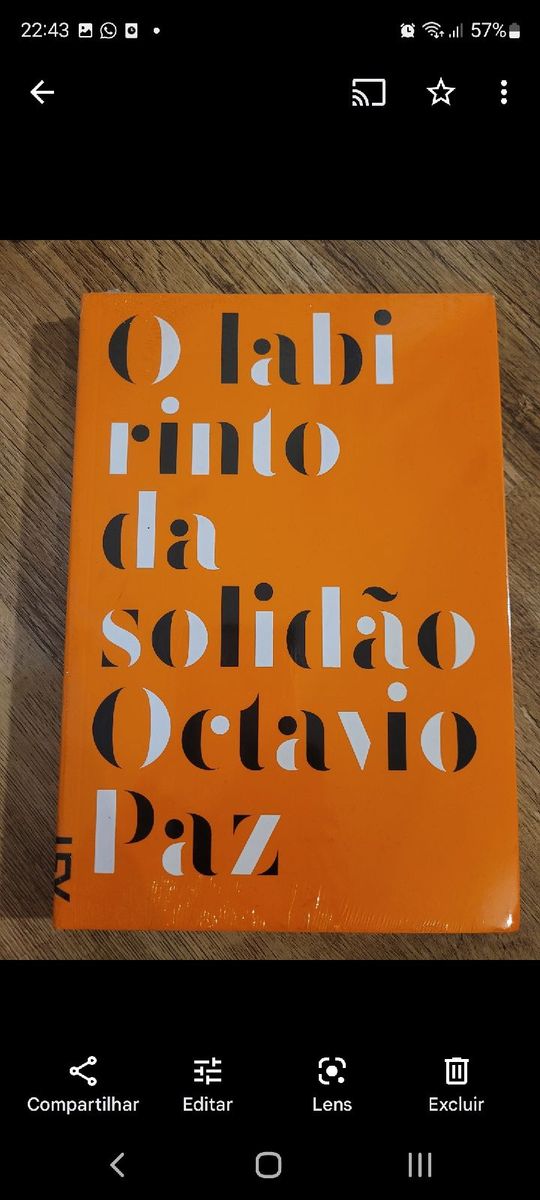 22:43
57%
O labi
rinto
da
solidão
Octavio
Paz
Compartilhar
Editar
Lens
Excluir